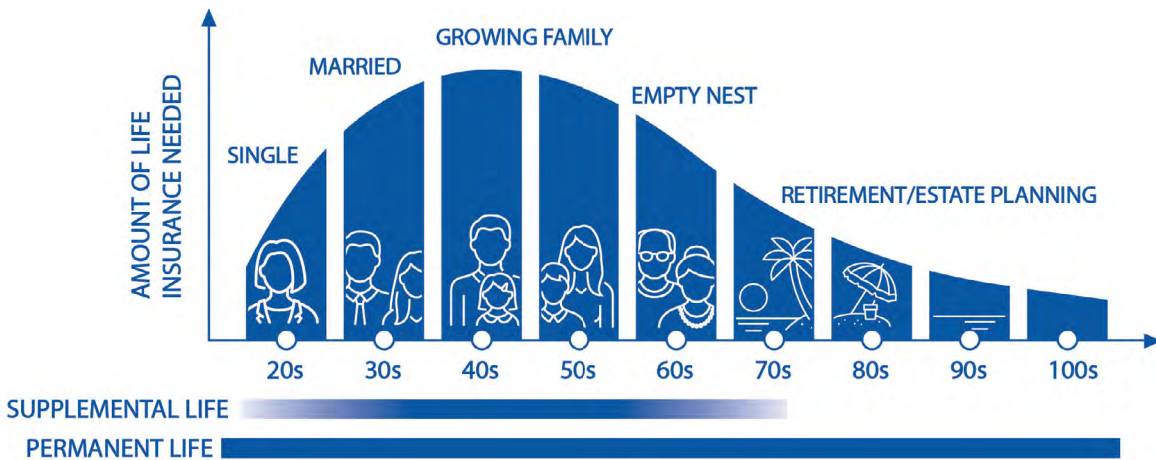 GROWING FAMILY
MARRIED
EMPTY NEST
SINGLE
RETIREMENT/ESTATE PLANNING
AMOUNT OF LIFE
INSURANCE NEEDED
20s 30s 40s 50s 60s 70s 80s 90s 100s
SUPPLEMENTAL LIFE
PERMANENT LIFE